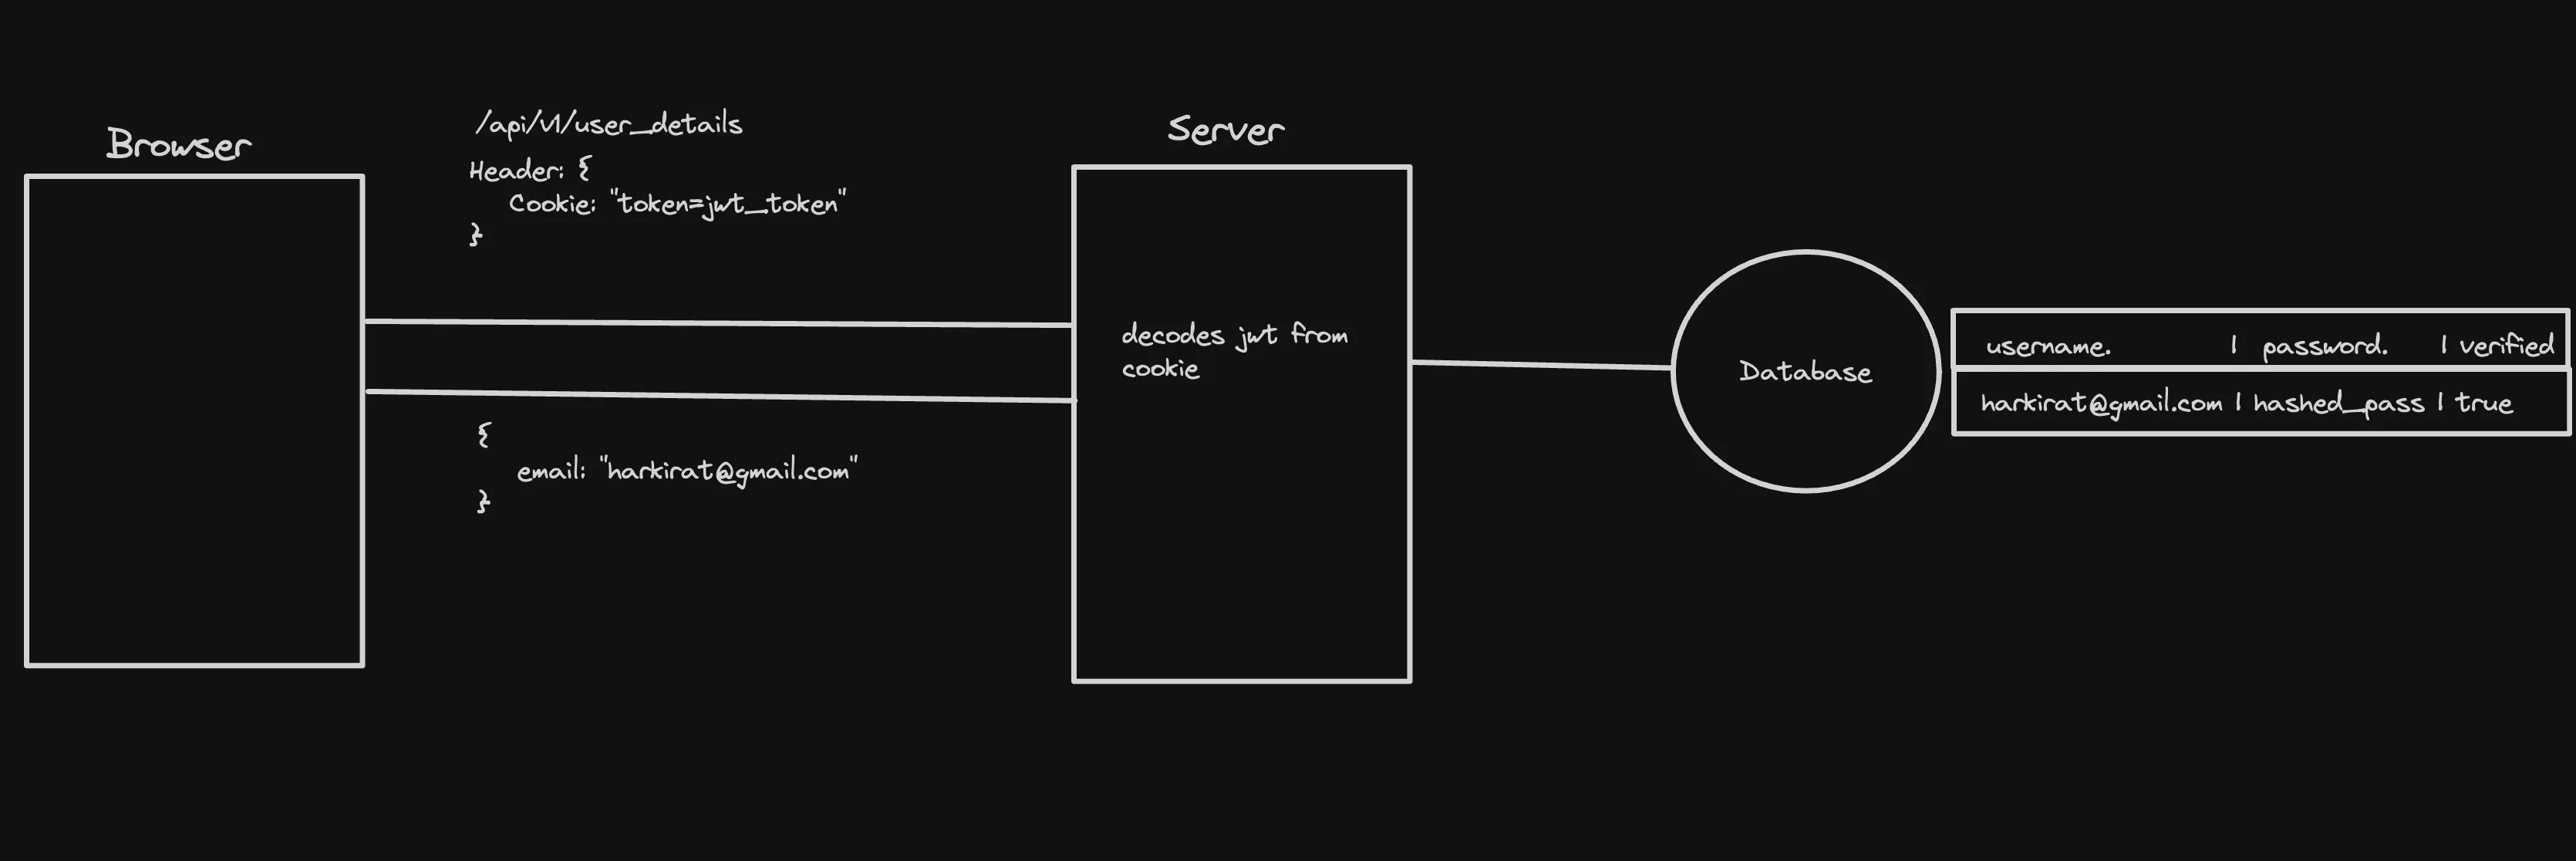 Browser
/api/v1/user_details
Header: {
Cookie: "token=jwt_token"
}
{
email: "harkirat@gmail.com"
}
Server
decodes jwt from
cookie
Database
username. | password. | verified
harkirat@gmail.com | hashed_pass | true